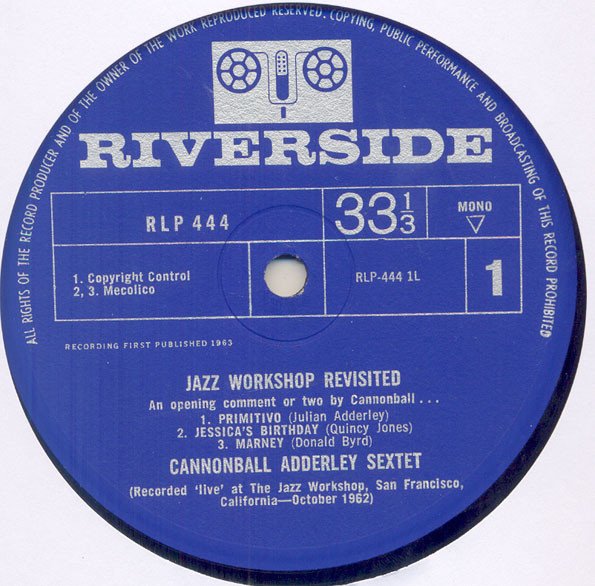 ALL RIGHTS OF THE RECORD PRODUCER AND OF THE OWNER OF THE WORK REPRODUCED RESERVED. COPYING, PUBLIC PERFORMANCE AND BROADCASTING OF THIS RECORD PROHIBITED
RIVERSIDE
RLP 444
33 1/3
MONO
1. Copyright Control
2, 3. Mecolico
RLP-444 1L
1
RECORDING FIRST PUBLISHED 1963
JAZZ WORKSHOP REVISITED
An opening comment or two by Cannonball . . .
1. PRIMITIVO (Julian Adderley)
2. JESSICA'S BIRTHDAY (Quincy Jones)
3. MARNEY (Donald Byrd)
CANNONBALL ADDERLEY SEXTET
(Recorded 'live' at The Jazz Workshop, San Francisco,
California—October 1962)